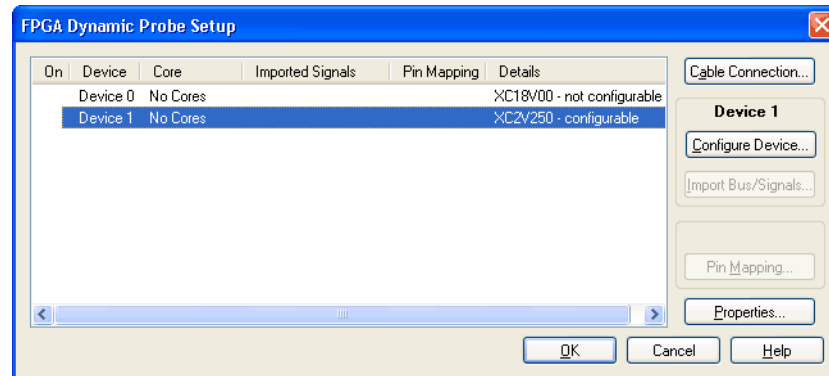 FPGA Dynamic Probe Setup
On Device Core Imported Signals Pin Mapping Details
Device 0 No Cores XC18V00 - not configurable
Device 1 No Cores XC2V250 - configurable
Cable Connection...
Device 1
Configure Device...
Import Bus/Signals...
Pin Mapping...
Properties...
OK Cancel Help